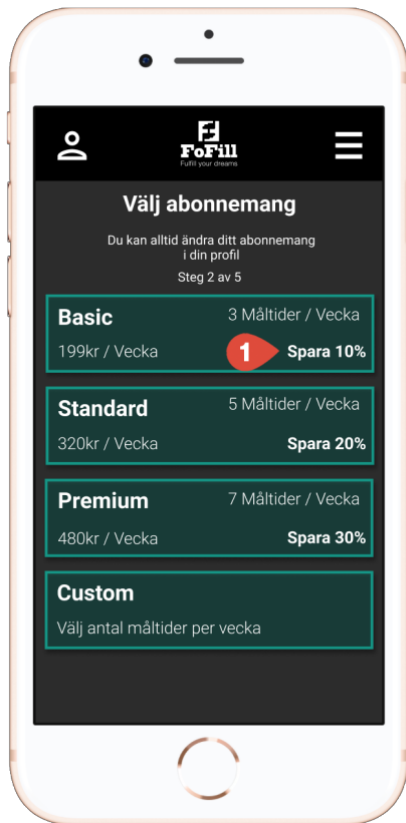 FoFill
Fulfill your dreams
Välj abonnemang
Du kan alltid ändra ditt abonnemang
i din profil
Steg 2 av 5
Basic 3 Måltider / Vecka
199kr / Vecka 1 Spara 10%
Standard 5 Måltider / Vecka
320kr / Vecka Spara 20%
Premium 7 Måltider / Vecka
480kr / Vecka Spara 30%
Custom
Välj antal måltider per vecka